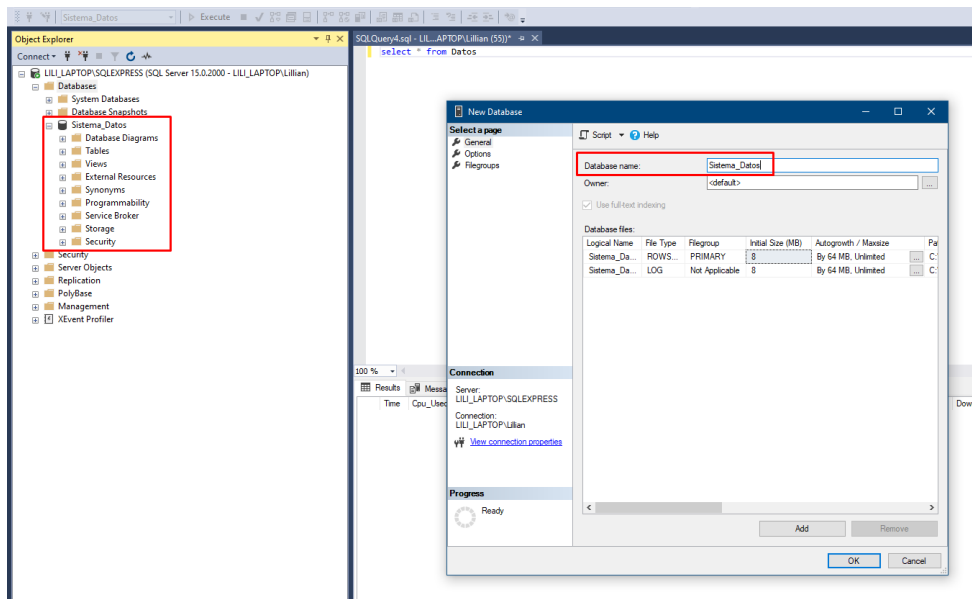 Sistema_Datos
Execute
Object Explorer
Connect
LILI_LAPTOP\SQLEXPRESS (SQL Server 15.0.2000 - LILI_LAPTOP\Lillian)
Databases
System Databases
Database Snapshots
Sistema_Datos
Database Diagrams
Tables
Views
External Resources
Synonyms
Programmability
Service Broker
Storage
Security
Security
Server Objects
Replication
PolyBase
Management
XEvent Profiler
SQLQuery4.sql - LIL...APTOP\Lillian (55))*
select * from Datos
100 %
Results Messa
Time Cpu_Used
Dow
New Database
Select a page
General
Options
Filegroups
Script Help
Database name: Sistema_Datos
Owner: <default> ...
Use full-text indexing
Database files:
Logical Name File Type Filegroup Initial Size (MB) Autogrowth / Maxsize Pa
Sistema_Da... ROWS... PRIMARY 8 By 64 MB, Unlimited ... C:
Sistema_Da... LOG Not Applicable 8 By 64 MB, Unlimited ... C:
Connection
Server:
LILI_LAPTOP\SQLEXPRESS
Connection:
LILI_LAPTOP\Lillian
View connection properties
Progress
Ready
Add Remove
OK Cancel